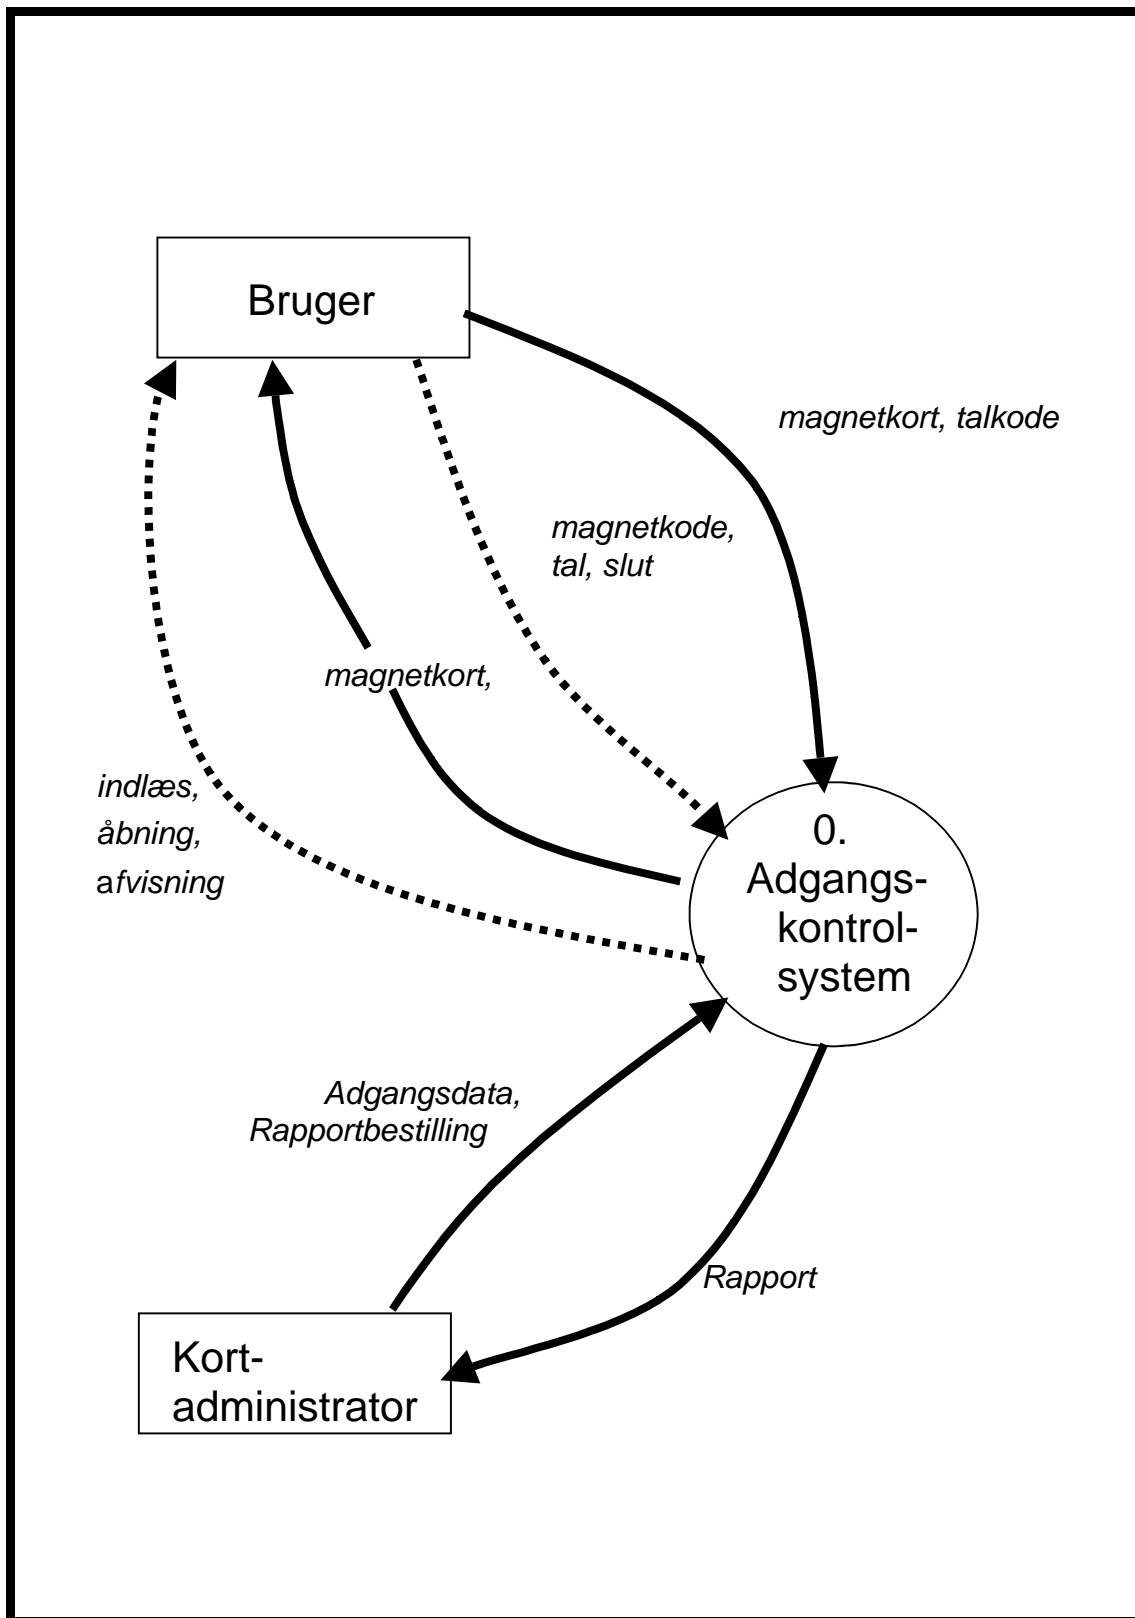 Bruger
magnetkort, talkode
magnetkode,
tal, slut
magnetkort,
indlæs,
åbning,
afvisning
0.
Adgangs-
kontrol-
system
Adgangsdata,
Rapportbestilling
Rapport
Kort-
administrator